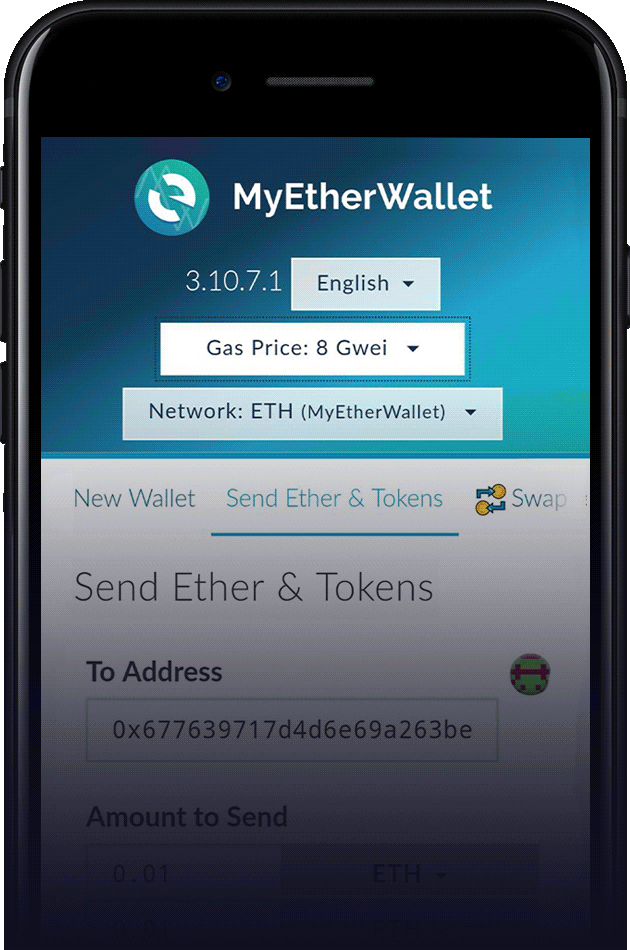 MyEtherWallet
3.10.7.1 English
Gas Price: 8 Gwei
Network: ETH (MyEtherWallet)
New Wallet Send Ether & Tokens Swap
Send Ether & Tokens
To Address
0x677639717d4d6e69a263be
Amount to Send
0.01 ETH